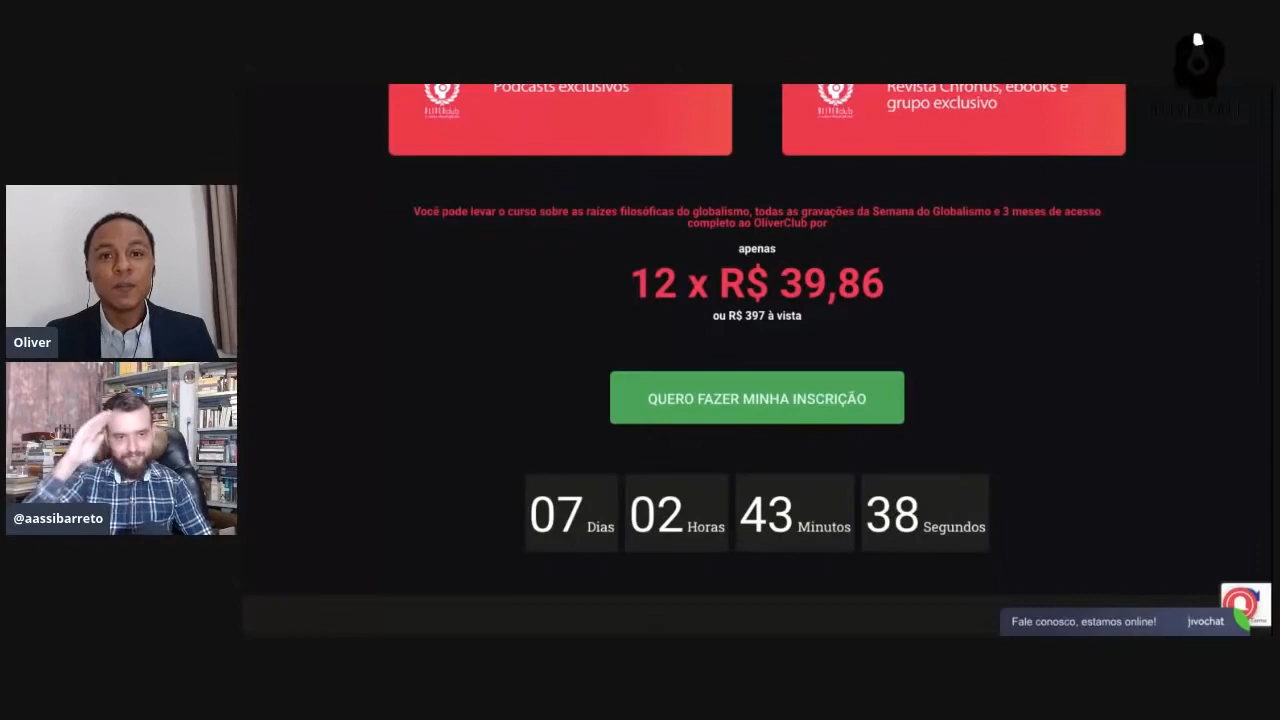 Podcasts exclusivos
Revista Chronus, ebooks e
grupo exclusivo
Você pode levar o curso sobre as raízes filosóficas do globalismo, todas as gravações da Semana do Globalismo e 3 meses de acesso
completo ao OliverClub por
apenas
12 x R$ 39,86
ou R$ 397 à vista
Oliver
QUERO FAZER MINHA INSCRIÇÃO
@aassibarreto
07 Dias 02 Horas 43 Minutos 38 Segundos
Fale conosco, estamos online!
jivochat